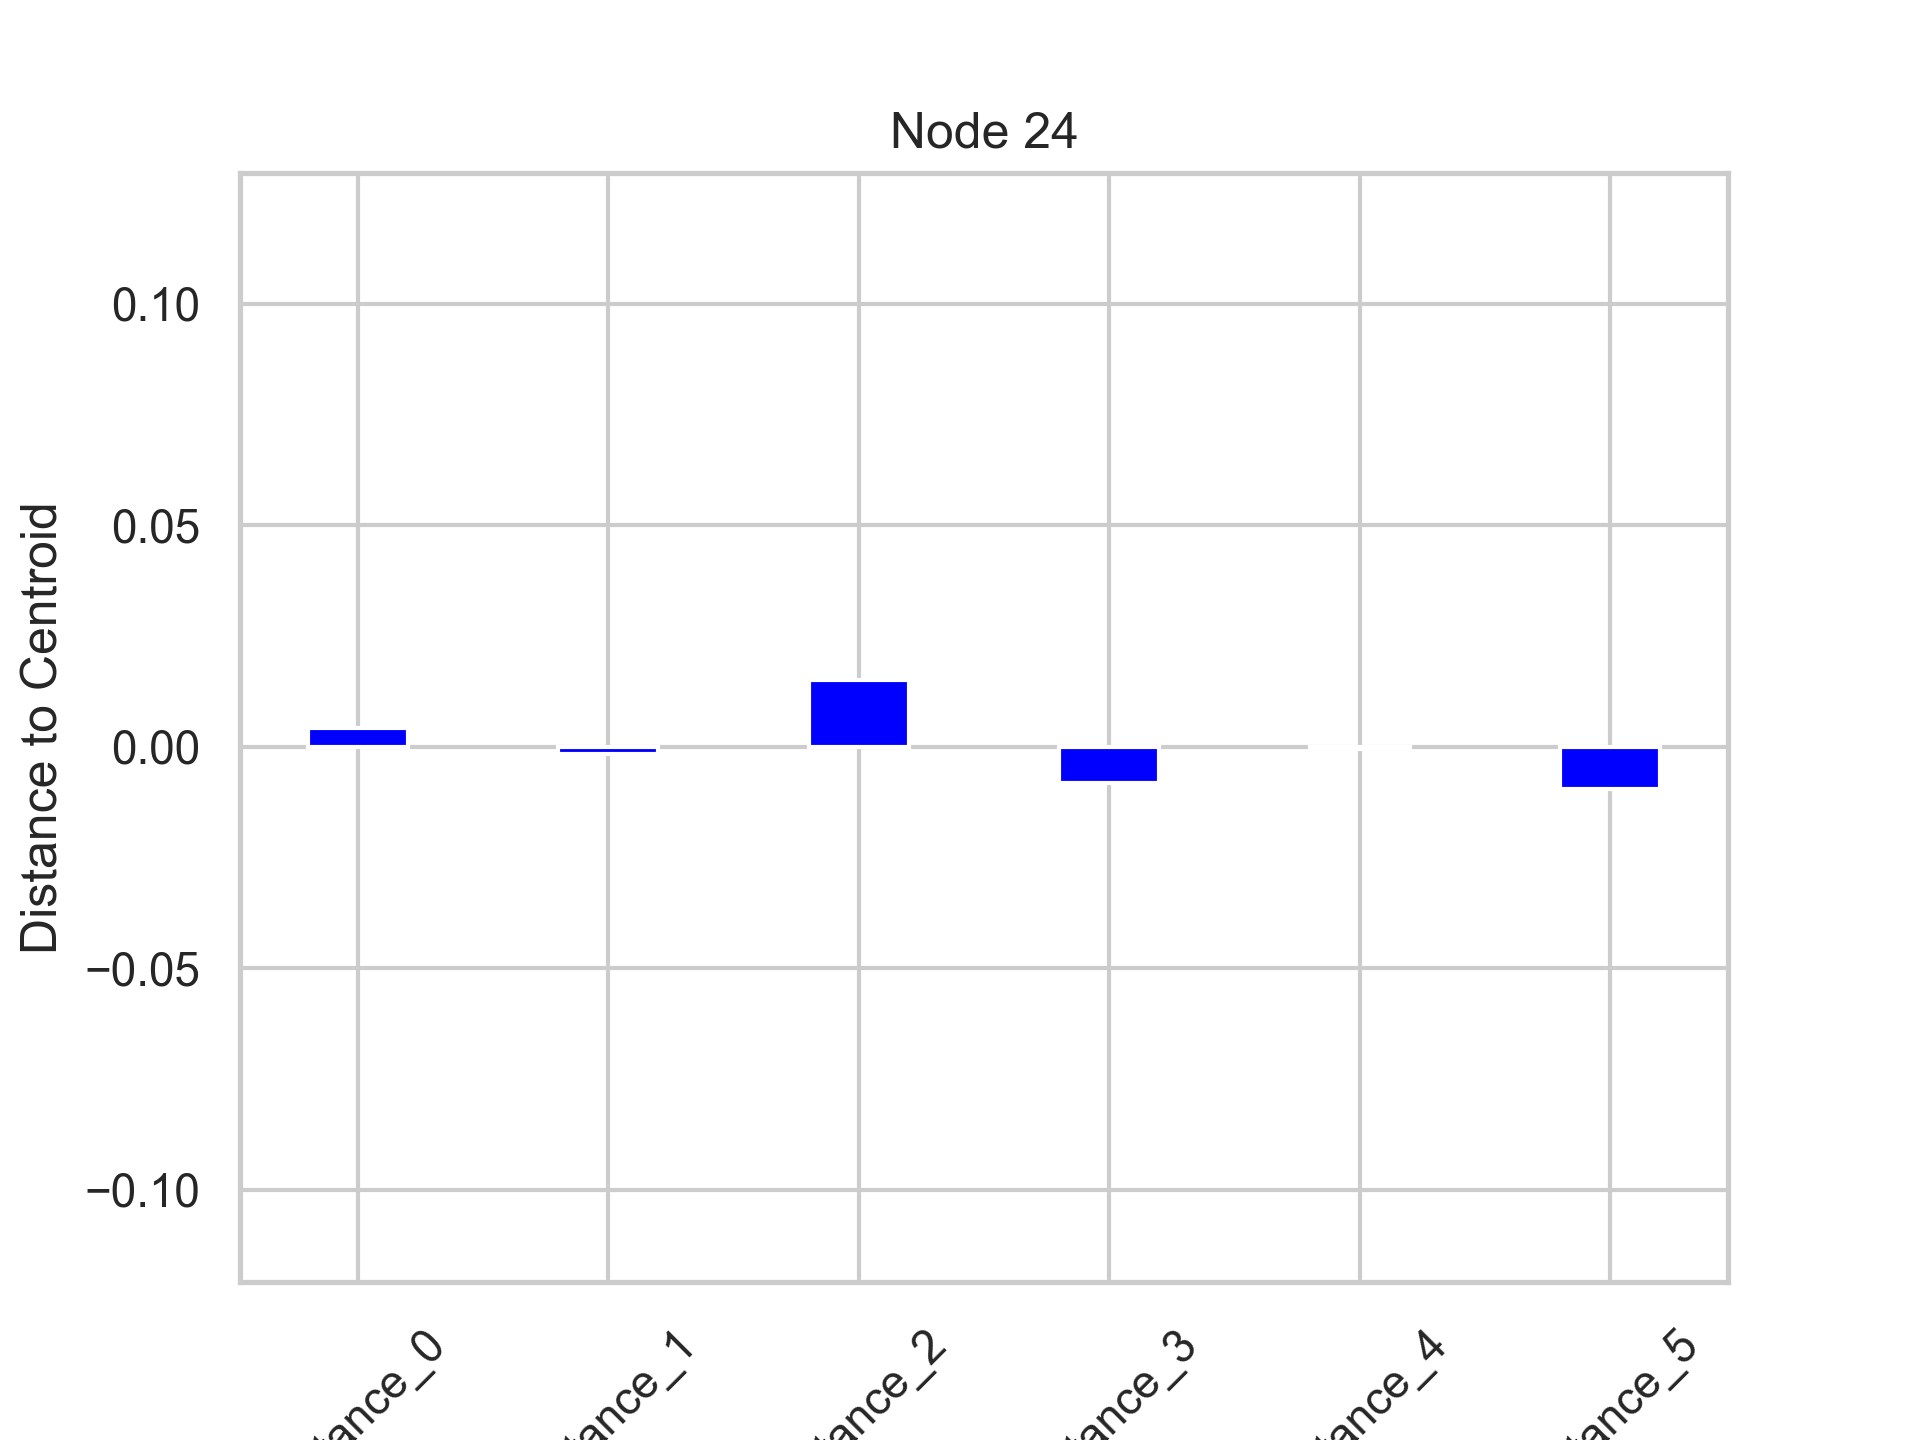 Node 24
Distance to Centroid
0.10
0.05
0.00
−0.05
−0.10
tance_0
tance_1
tance_2
tance_3
tance_4
tance_5